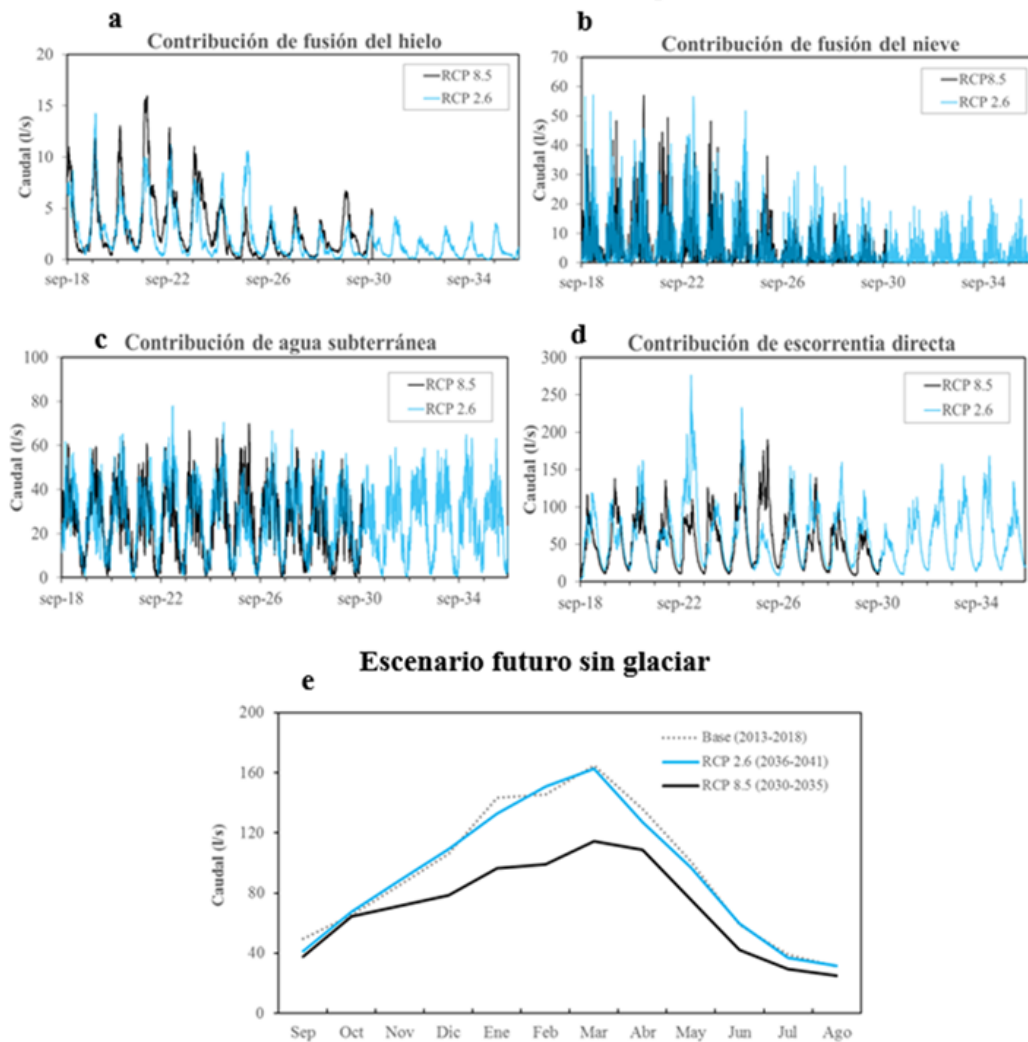 a
Contribución de fusión del hielo
Caudal (l/s)
20
15
10
5
0
RCP 8.5
RCP 2.6
sep-18 sep-22 sep-26 sep-30 sep-34
b
Contribución de fusión del nieve
Caudal (l/s)
70
60
50
40
30
20
10
0
RCP8.5
RCP 2.6
sep-18 sep-22 sep-26 sep-30 sep-34
c
Contribución de agua subterránea
Caudal (l/s)
100
80
60
40
20
0
RCP 8.5
RCP 2.6
sep-18 sep-22 sep-26 sep-30 sep-34
d
Contribución de escorrentia directa
Caudal (l/s)
300
250
200
150
100
50
0
RCP 8.5
RCP 2.6
sep-18 sep-22 sep-26 sep-30 sep-34
Escenario futuro sin glaciar
e
Caudal (l/s)
200
160
120
80
40
0
Base (2013-2018)
RCP 2.6 (2036-2041)
RCP 8.5 (2030-2035)
Sep Oct Nov Dic Ene Feb Mar Abr May Jun Jul Ago